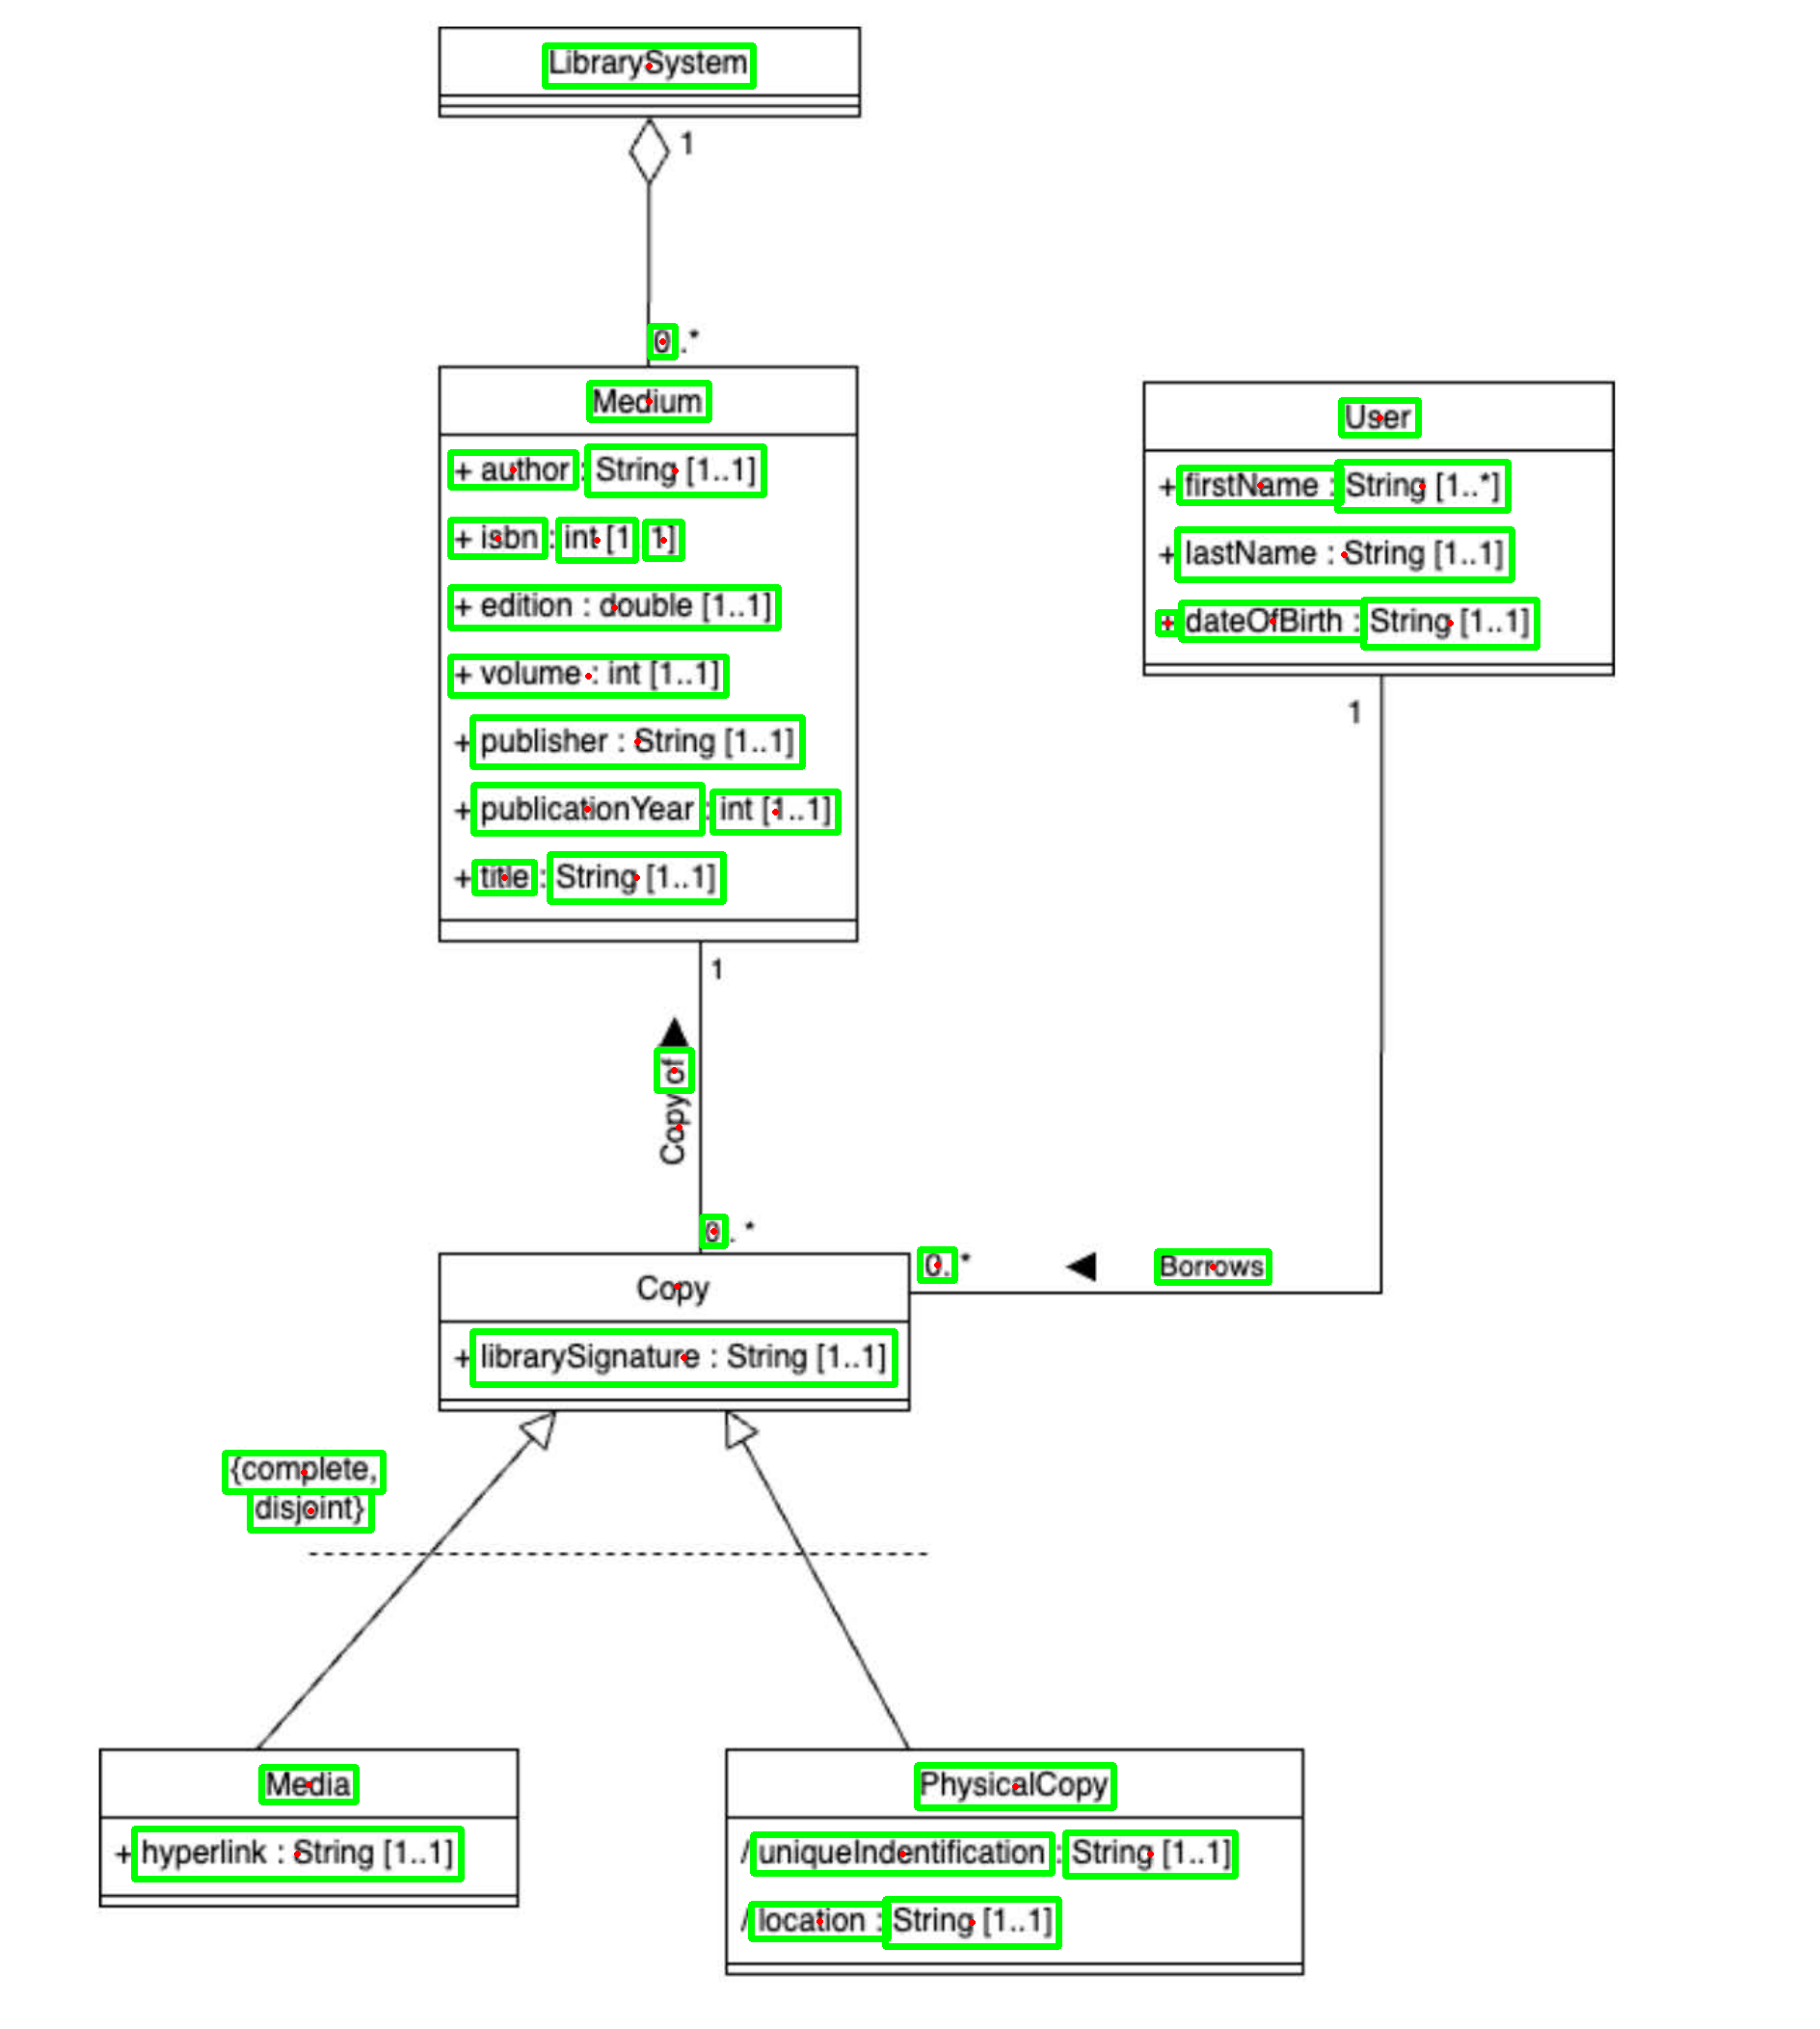 LibrarySystem
1
0.*
Medium
+ author : String [1..1]
+ isbn : int [1 1]
+ edition : double [1..1]
+ volume : int [1..1]
+ publisher : String [1..1]
+ publicationYear : int [1..1]
+ title : String [1..1]
User
+ firstName : String [1..*]
+ lastName : String [1..1]
+ dateOfBirth : String [1..1]
1
1
Copy of
0. *
0. *
Borrows
Copy
+ librarySignature : String [1..1]
{complete,
disjoint}
Media
+ hyperlink : String [1..1]
PhysicalCopy
/ uniqueIndentification : String [1..1]
/ location : String [1..1]